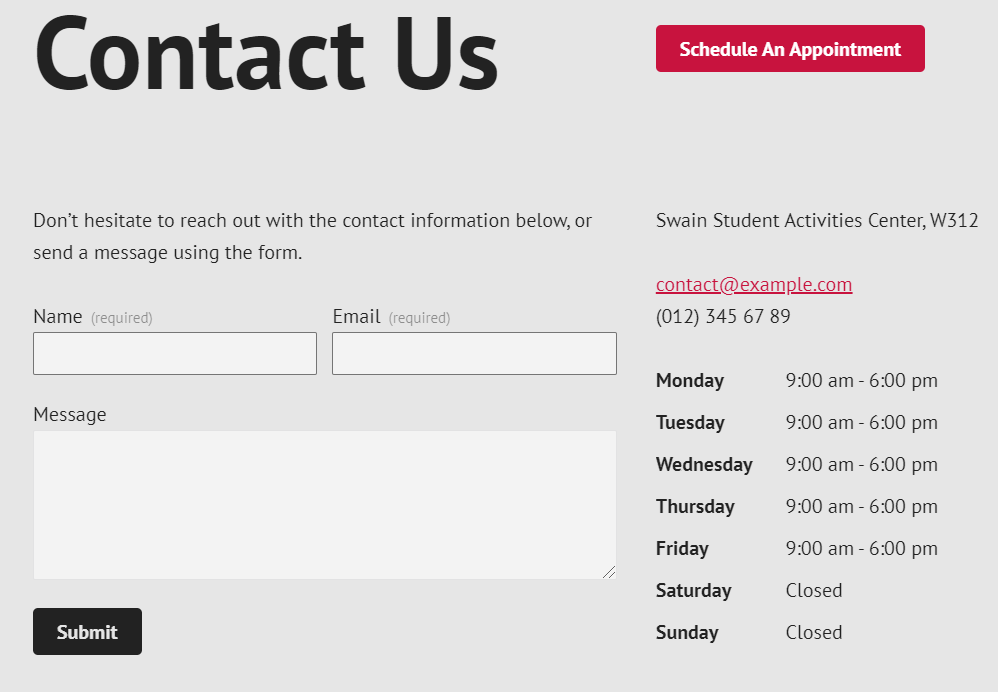 Contact Us
Schedule An Appointment
Don’t hesitate to reach out with the contact information below, or
send a message using the form.
Name (required)
Email (required)
Message
Submit
Swain Student Activities Center, W312
contact@example.com
(012) 345 67 89
Monday 9:00 am - 6:00 pm
Tuesday 9:00 am - 6:00 pm
Wednesday 9:00 am - 6:00 pm
Thursday 9:00 am - 6:00 pm
Friday 9:00 am - 6:00 pm
Saturday Closed
Sunday Closed